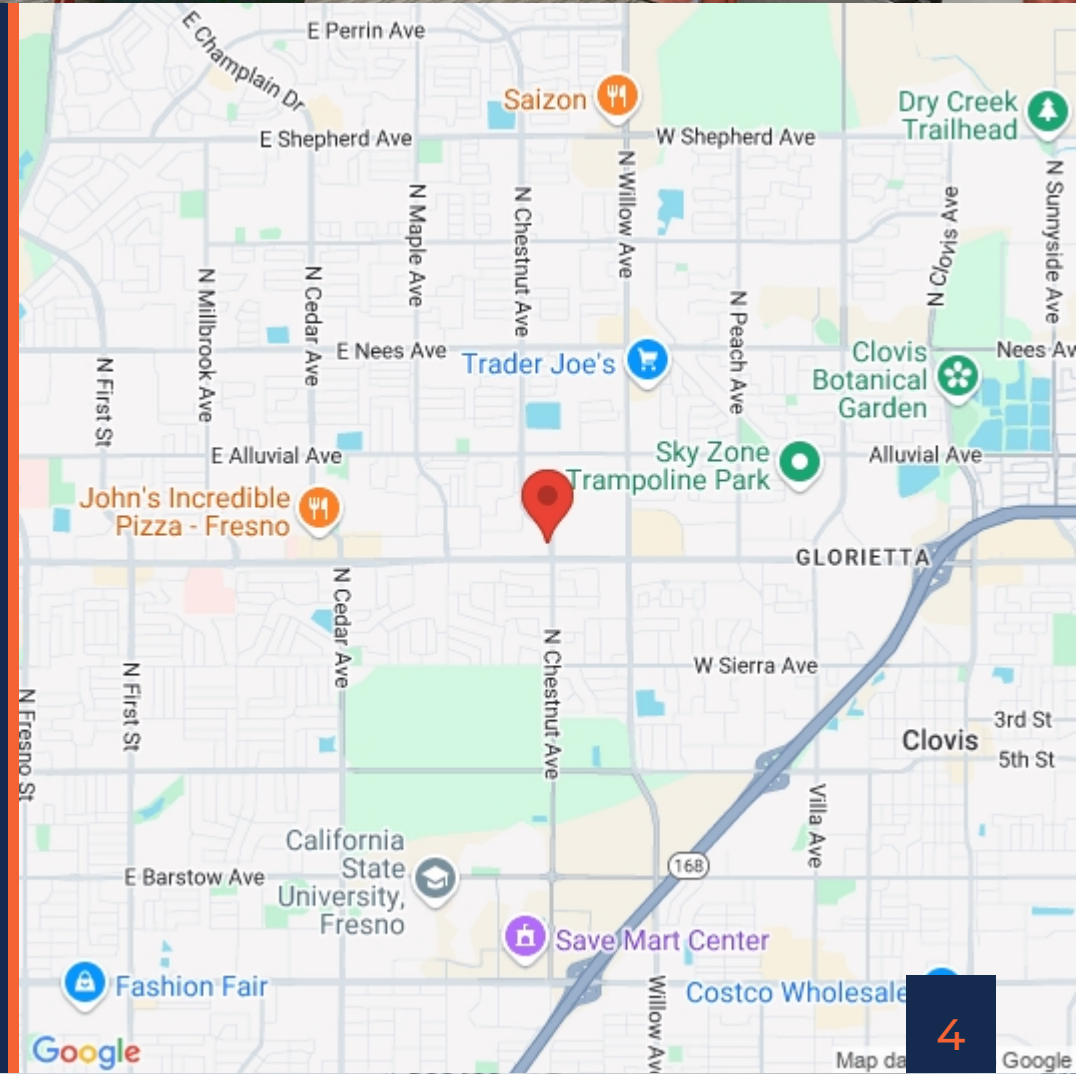 E Perrin Ave
E Champlain Dr
Saizon
Dry Creek
Trailhead
E Shepherd Ave
W Shepherd Ave
N Willow Ave
N Maple Ave
N Chestnut Ave
N Sunnyside Ave
N Clovis Ave
N Millbrook Ave
N Cedar Ave
N Peach Ave
E Nees Ave
Nees Av
Trader Joe's
Clovis
Botanical
Garden
N First St
E Alluvial Ave
Alluvial Ave
Sky Zone
Trampoline Park
John's Incredible
Pizza - Fresno
GLORIETTA
N Cedar Ave
N Chestnut Ave
W Sierra Ave
N First St
N Fresno St
3rd St
Clovis
5th St
Villa Ave
California
State
University,
Fresno
168
E Barstow Ave
Save Mart Center
Fashion Fair
Willow Av
Costco Wholesale
4
Google
Map da
Google